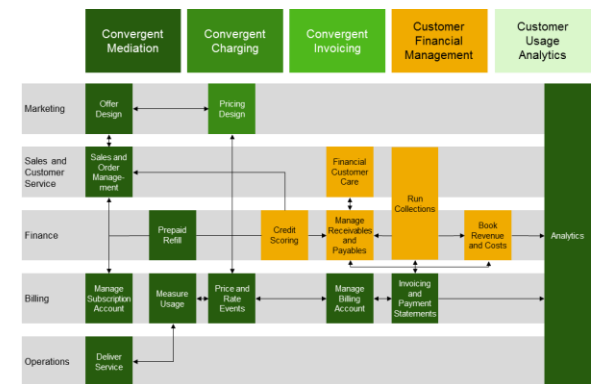 Convergent
Mediation
Convergent
Charging
Convergent
Invoicing
Customer
Financial
Management
Customer
Usage
Analytics
Marketing
Offer
Design
Pricing
Design
Sales and
Customer
Service
Sales and
Order
Manage-
ment
Financial
Customer
Care
Run
Collections
Finance
Prepaid
Refill
Credit
Scoring
Manage
Receivables
and
Payables
Book
Revenue
and Costs
Analytics
Billing
Manage
Subscription
Account
Measure
Usage
Price and
Rate
Events
Manage
Billing
Account
Invoicing
and
Payment
Statements
Operations
Deliver
Service